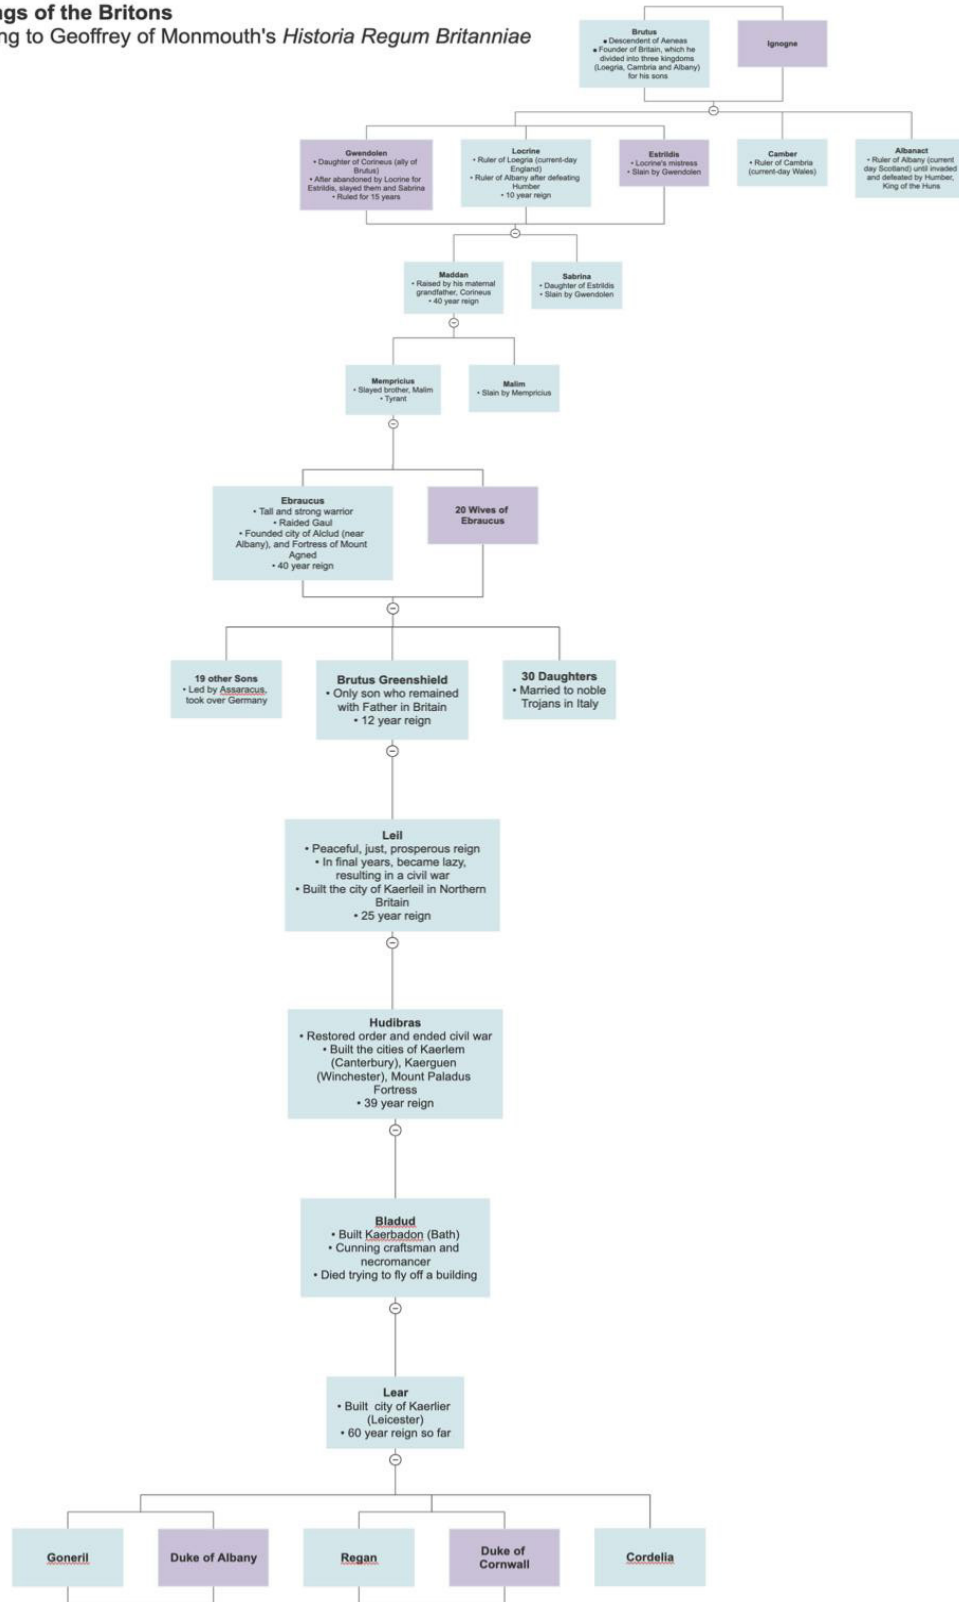 ngs of the Britons
ng to Geoffrey of Monmouth's Historia Regum Britanniae
Brutus
• Descendent of Aeneas
• Founder of Britain, which he
divided into three kingdoms
(Loegria, Cambria and Albany)
for his sons
Ignogne
Gwendolen
• Daughter of Corineus (ally of
Brutus)
• After abandoned by Locrine for
Estrildis, slayed them and Sabrina
• Ruled for 15 years
Locrine
• Ruler of Loegria (current-day
England)
• Ruler of Albany after defeating
Humber
• 10 year reign
Estrildis
• Locrine's mistress
• Slain by Gwendolen
Camber
• Ruler of Cambria
(current-day Wales)
Albanact
• Ruler of Albany (current
day Scotland) until invaded
and defeated by Humber,
King of the Huns
Maddan
• Raised by his maternal
grandfather, Corineus
• 40 year reign
Sabrina
• Daughter of Estrildis
• Slain by Gwendolen
Mempricius
• Slayed brother, Malim
• Tyrant
Malim
• Slain by Mempricius
Ebraucus
• Tall and strong warrior
• Raided Gaul
• Founded city of Alclud (near
Albany), and Fortress of Mount
Agned
• 40 year reign
20 Wives of
Ebraucus
19 other Sons
• Led by Assaracus,
took over Germany
Brutus Greenshield
• Only son who remained
with Father in Britain
• 12 year reign
30 Daughters
• Married to noble
Trojans in Italy
Leil
• Peaceful, just, prosperous reign
• In final years, became lazy,
resulting in a civil war
• Built the city of Kaerleil in Northern
Britain
• 25 year reign
Hudibras
• Restored order and ended civil war
• Built the cities of Kaerlem
(Canterbury), Kaerguen
(Winchester), Mount Paladus
Fortress
• 39 year reign
Bladud
• Built Kaerbadon (Bath)
• Cunning craftsman and
necromancer
• Died trying to fly off a building
Lear
• Built city of Kaerlier
(Leicester)
• 60 year reign so far
Goneril
Duke of Albany
Regan
Duke of
Cornwall
Cordelia